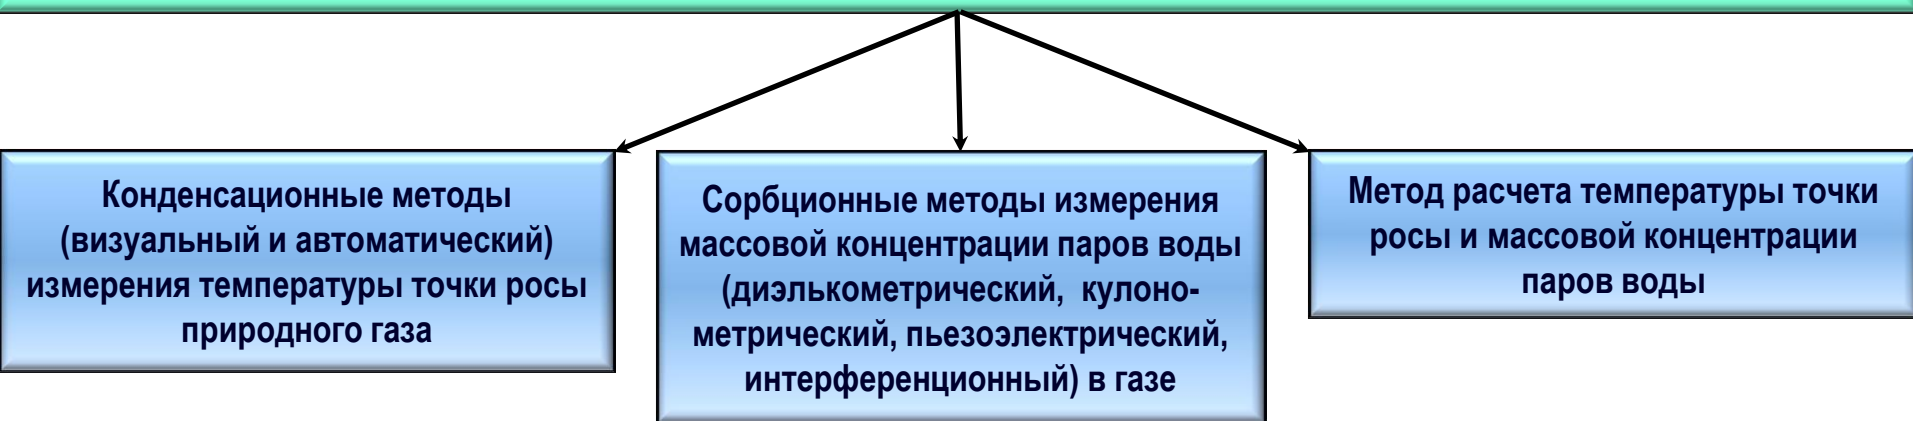 Конденсационные методы
(визуальный и автоматический)
измерения температуры точки росы
природного газа
Сорбционные методы измерения
массовой концентрации паров воды
(диэлькометрический, кулоно-
метрический, пьезоэлектрический,
интерференционный) в газе
Метод расчета температуры точки
росы и массовой концентрации
паров воды